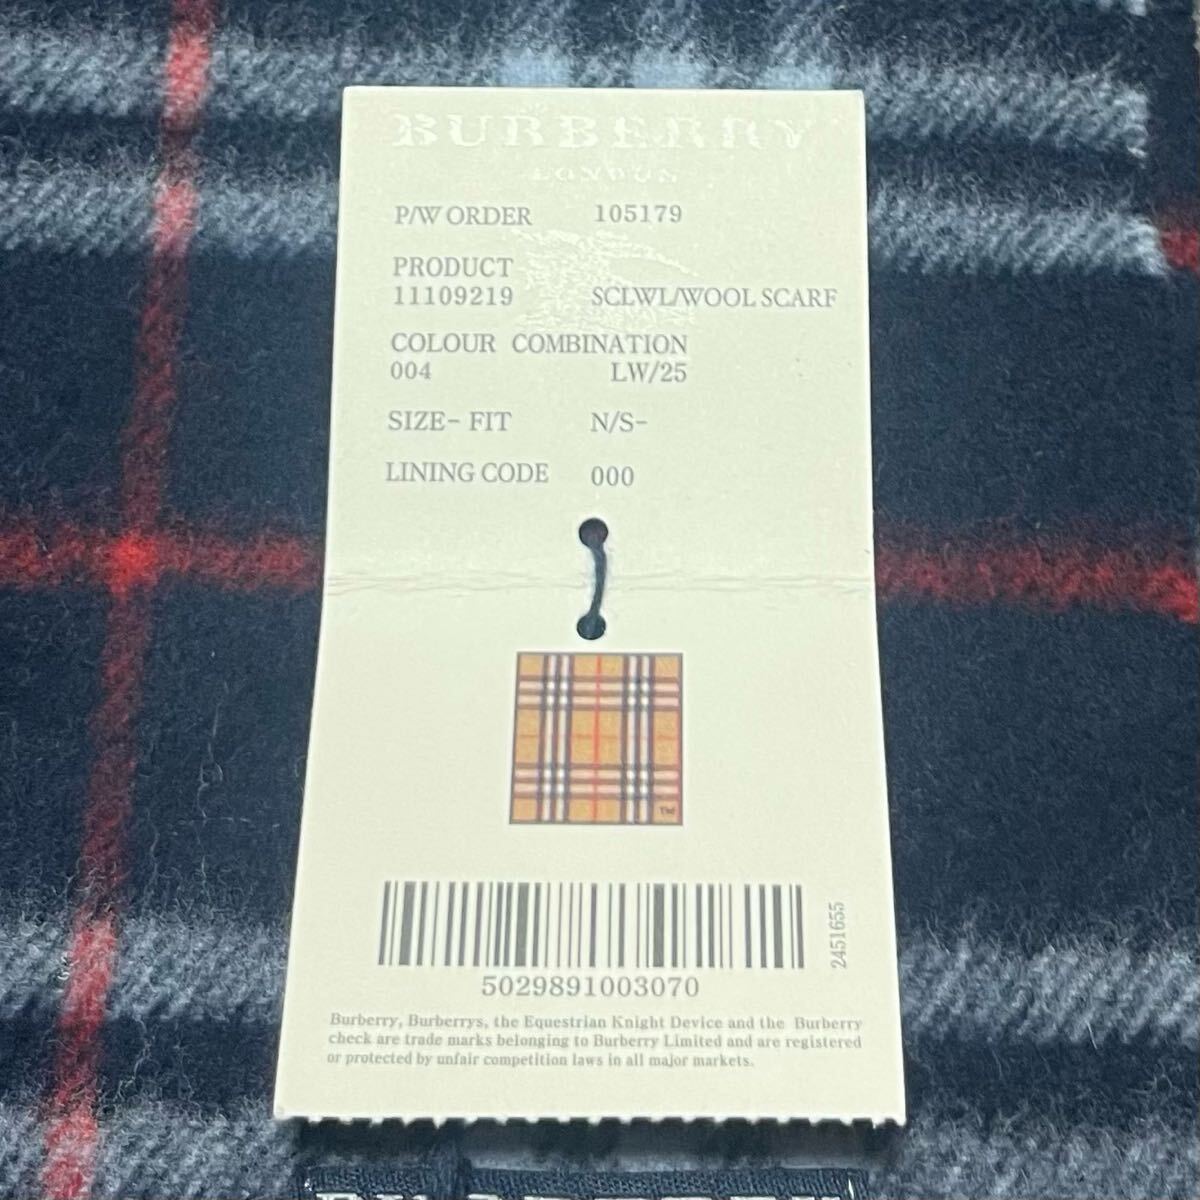 BURBERRY
LONDON
P/W ORDER 105179
PRODUCT
11109219 SCLWL/WOOL SCARF
COLOUR COMBINATION
004 LW/25
SIZE- FIT N/S-
LINING CODE 000
TM
2451655
5029891003070
Burberry, Burberrys, the Equestrian Knight Device and the Burberry
check are trade marks belonging to Burberry Limited and are registered
or protected by unfair competition laws in all major markets.